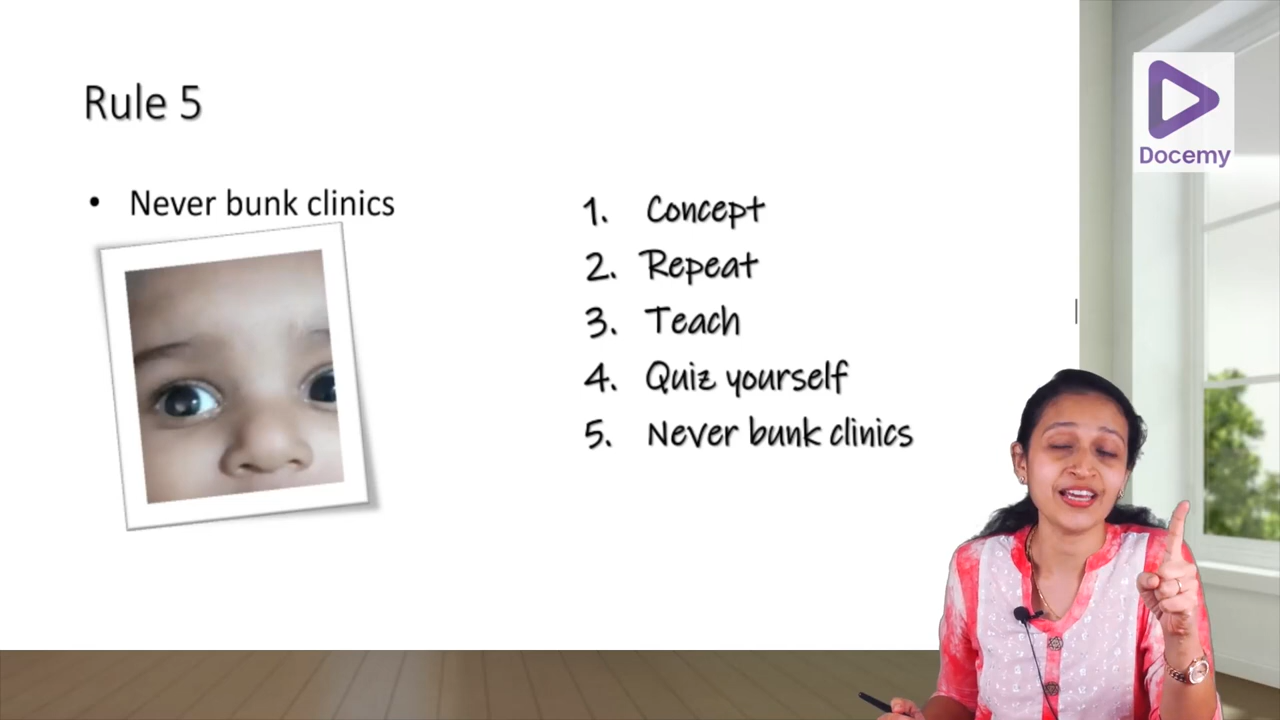 Rule 5
• Never bunk clinics
1. Concept
2. Repeat
3. Teach
4. Quiz yourself
5. Never bunk clinics
Docemy